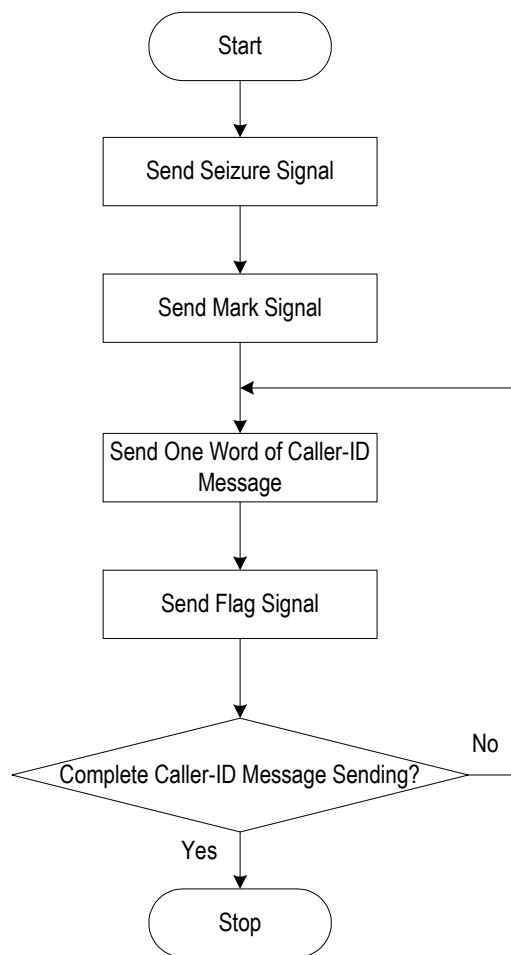 Start
Send Seizure Signal
Send Mark Signal
Send One Word of Caller-ID
Message
Send Flag Signal
Complete Caller-ID Message Sending?
No
Yes
Stop